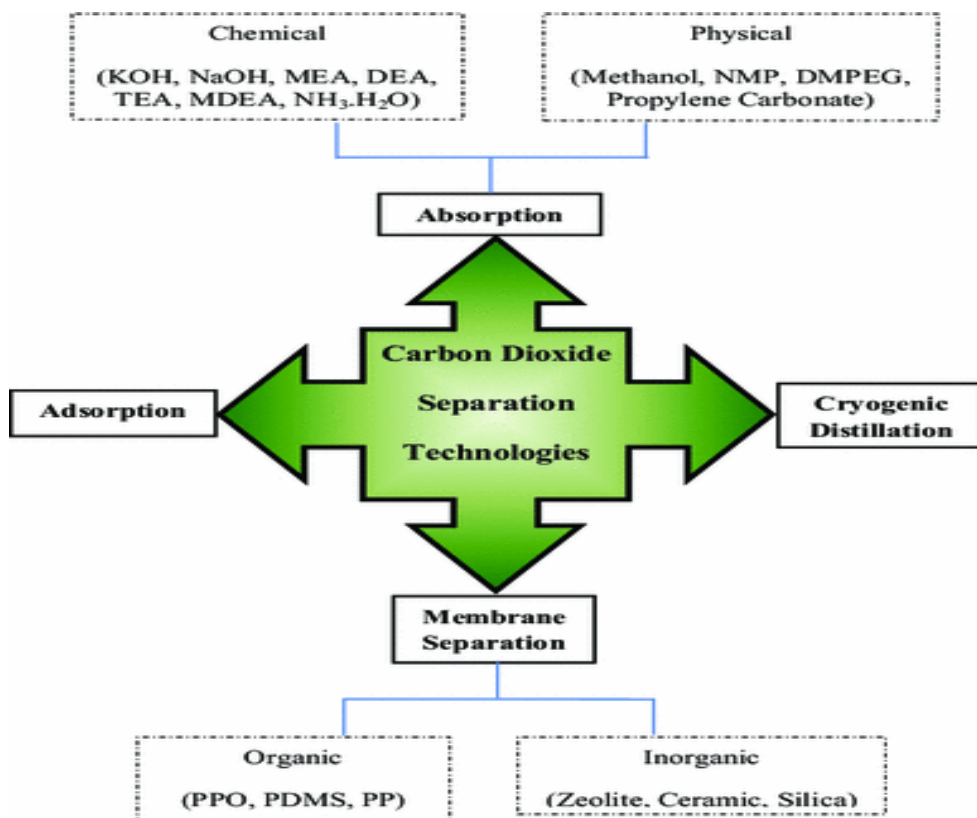 Chemical
(KOH, NaOH, MEA, DEA,
TEA, MDEA, NH₃.H₂O)
Physical
(Methanol, NMP, DMPEG,
Propylene Carbonate)
Absorption
Carbon Dioxide
Separation
Technologies
Adsorption
Cryogenic
Distillation
Membrane
Separation
Organic
(PPO, PDMS, PP)
Inorganic
(Zeolite, Ceramic, Silica)